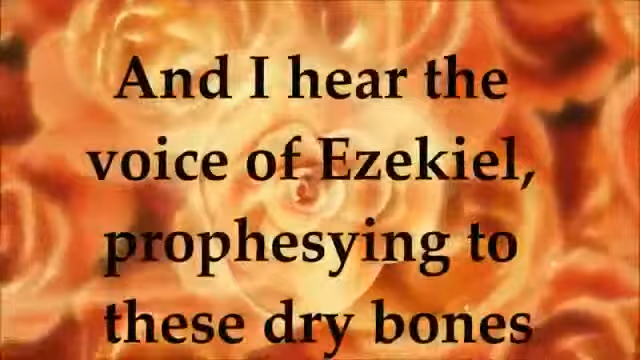 And I hear the
voice of Ezekiel,
prophesying to
these dry bones